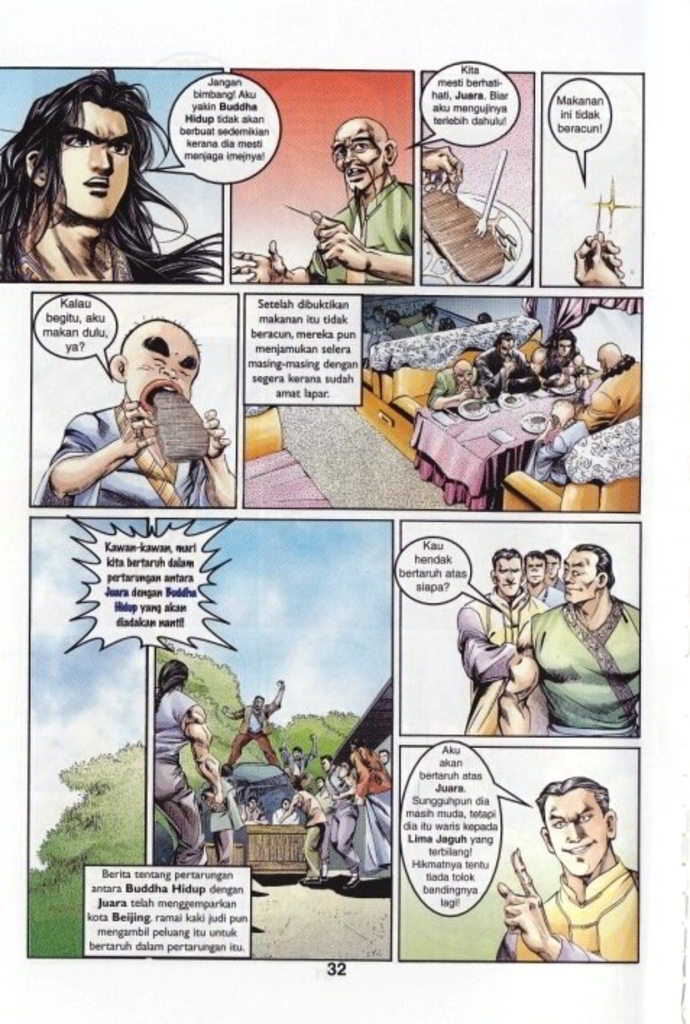 Jangan
bimbang! Aku
yakin Buddha
Hidup tidak akan
berbuat sedemikian
kerana dia mesti
menjaga imejnya!
Kita
mesti berhati-
hati, Juara. Biar
aku mengujinya
terlebih dahulu!
Makanan
ini tidak
beracun!
Kalau
begitu, aku
makan dulu,
ya?
Setelah dibuktikan
makanan itu tidak
beracun, mereka pun
menjamukan selera
masing-masing dengan
segera kerana sudah
amat lapar.
Kawan-kawan, mari
kita bertaruh dalam
pertarungan antara
Juara dengan Buddha
Hidup yang akan
diadakan nanti!
Berita tentang pertarungan
antara Buddha Hidup dengan
Juara telah menggemparkan
kota Beijing. ramai kaki judi pun
mengambil peluang itu untuk
bertaruh dalam pertarungan itu.
Kau
hendak
bertaruh atas
siapa?
Aku
akan
bertaruh atas
Juara.
Sungguhpun dia
masih muda, tetapi
dia itu waris kepada
Lima Jaguh yang
terbilang!
Hikmatnya tentu
tiada tolok
bandingnya
lagi!
32